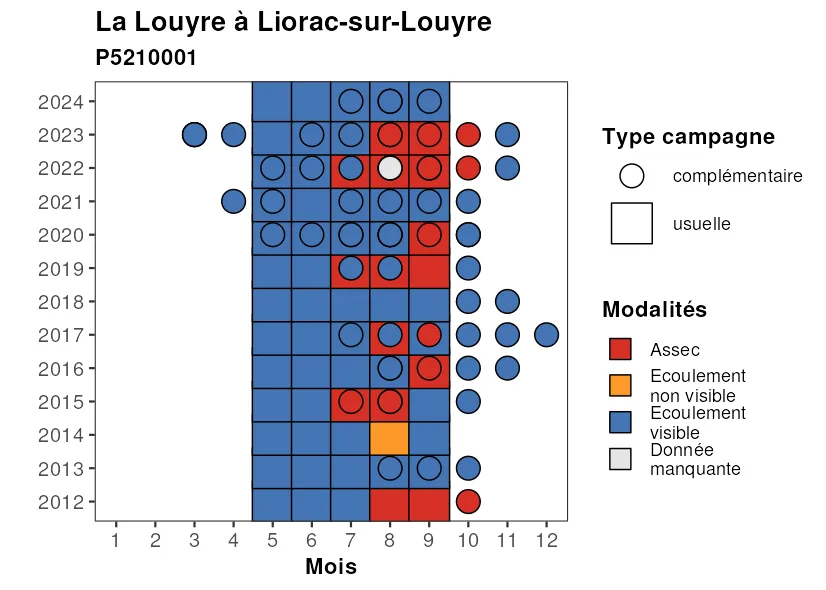 La Louyre à Liorac-sur-Louyre
P5210001
2024
2023
2022
2021
2020
2019
2018
2017
2016
2015
2014
2013
2012
1 2 3 4 5 6 7 8 9 10 11 12
Mois
Type campagne
complémentaire
usuelle
Modalités
Assec
Ecoulement
non visible
Ecoulement
visible
Donnée
manquante